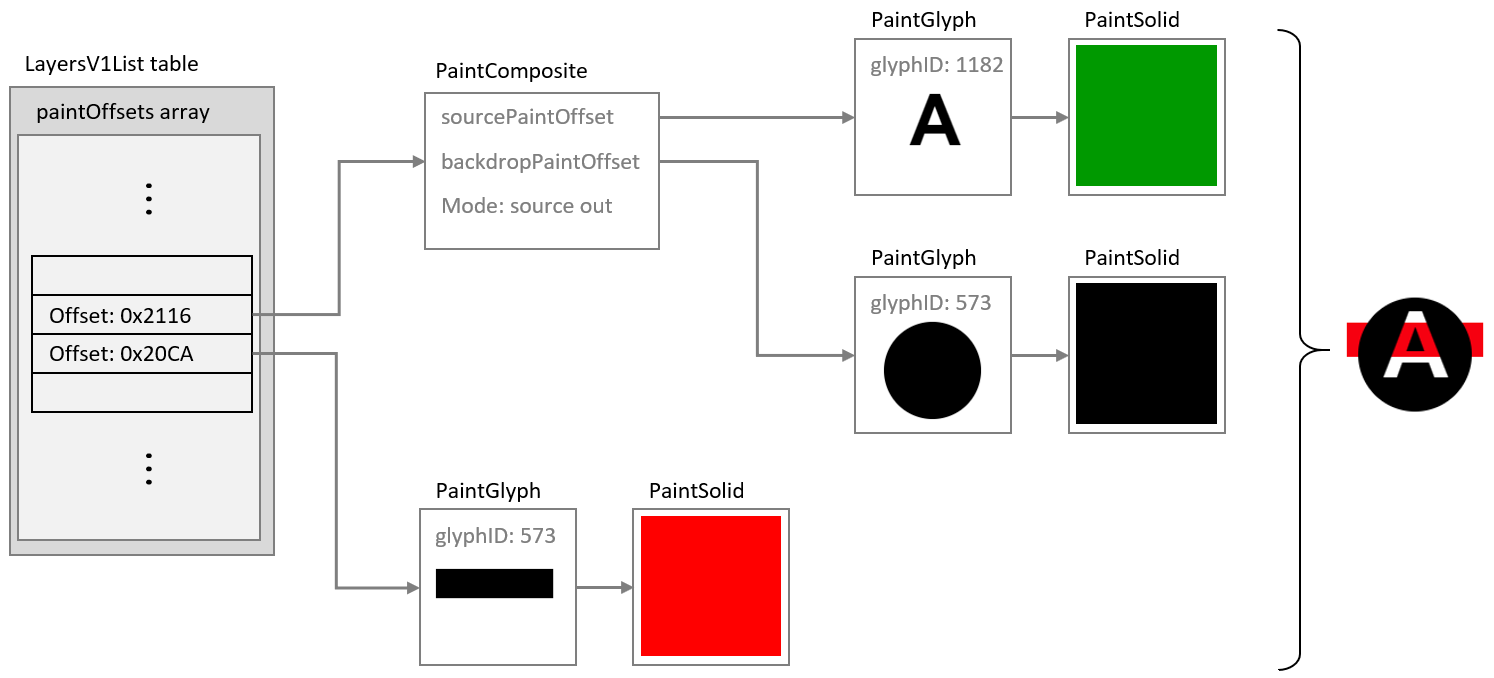 LayersV1List table
paintOffsets array
Offset: 0x2116
Offset: 0x20CA
PaintComposite
sourcePaintOffset
backdropPaintOffset
Mode: source out
PaintGlyph
glyphID: 1182
A
PaintSolid
PaintGlyph
glyphID: 573
PaintSolid
PaintGlyph
glyphID: 573
PaintSolid
A